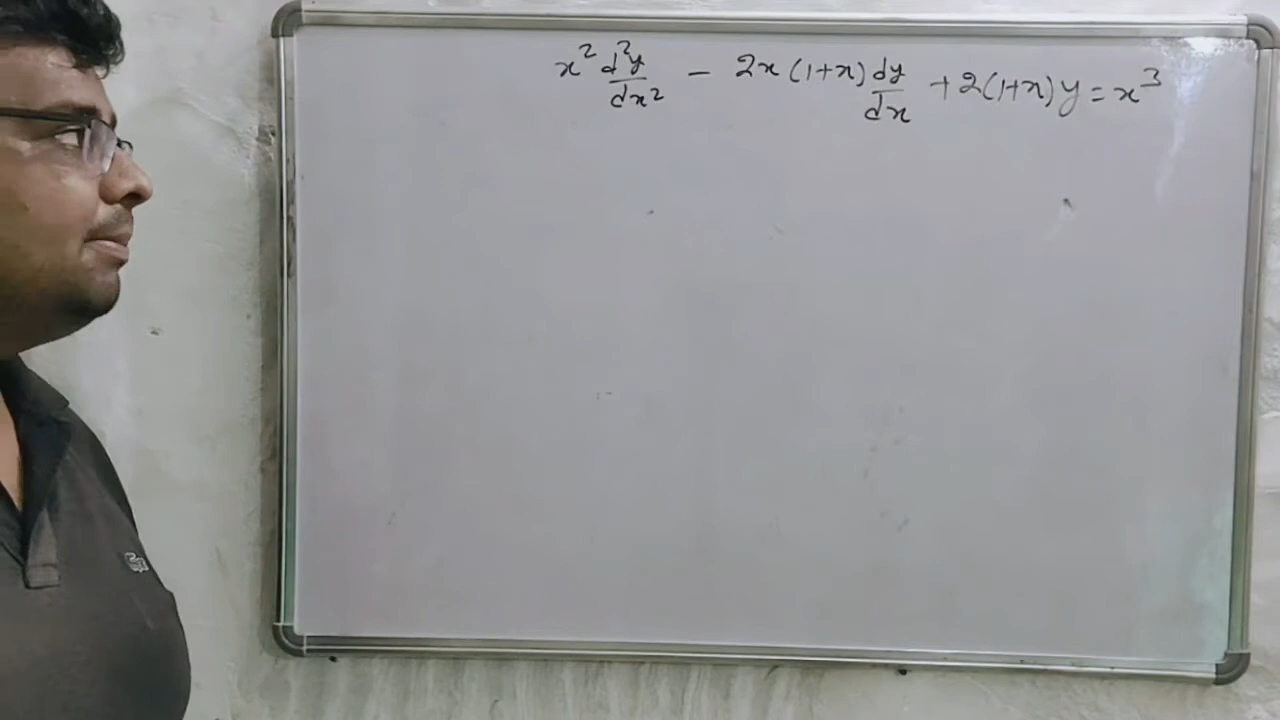 x² d²y/dx² - 2x(1+x) dy/dx + 2(1+x)y = x³